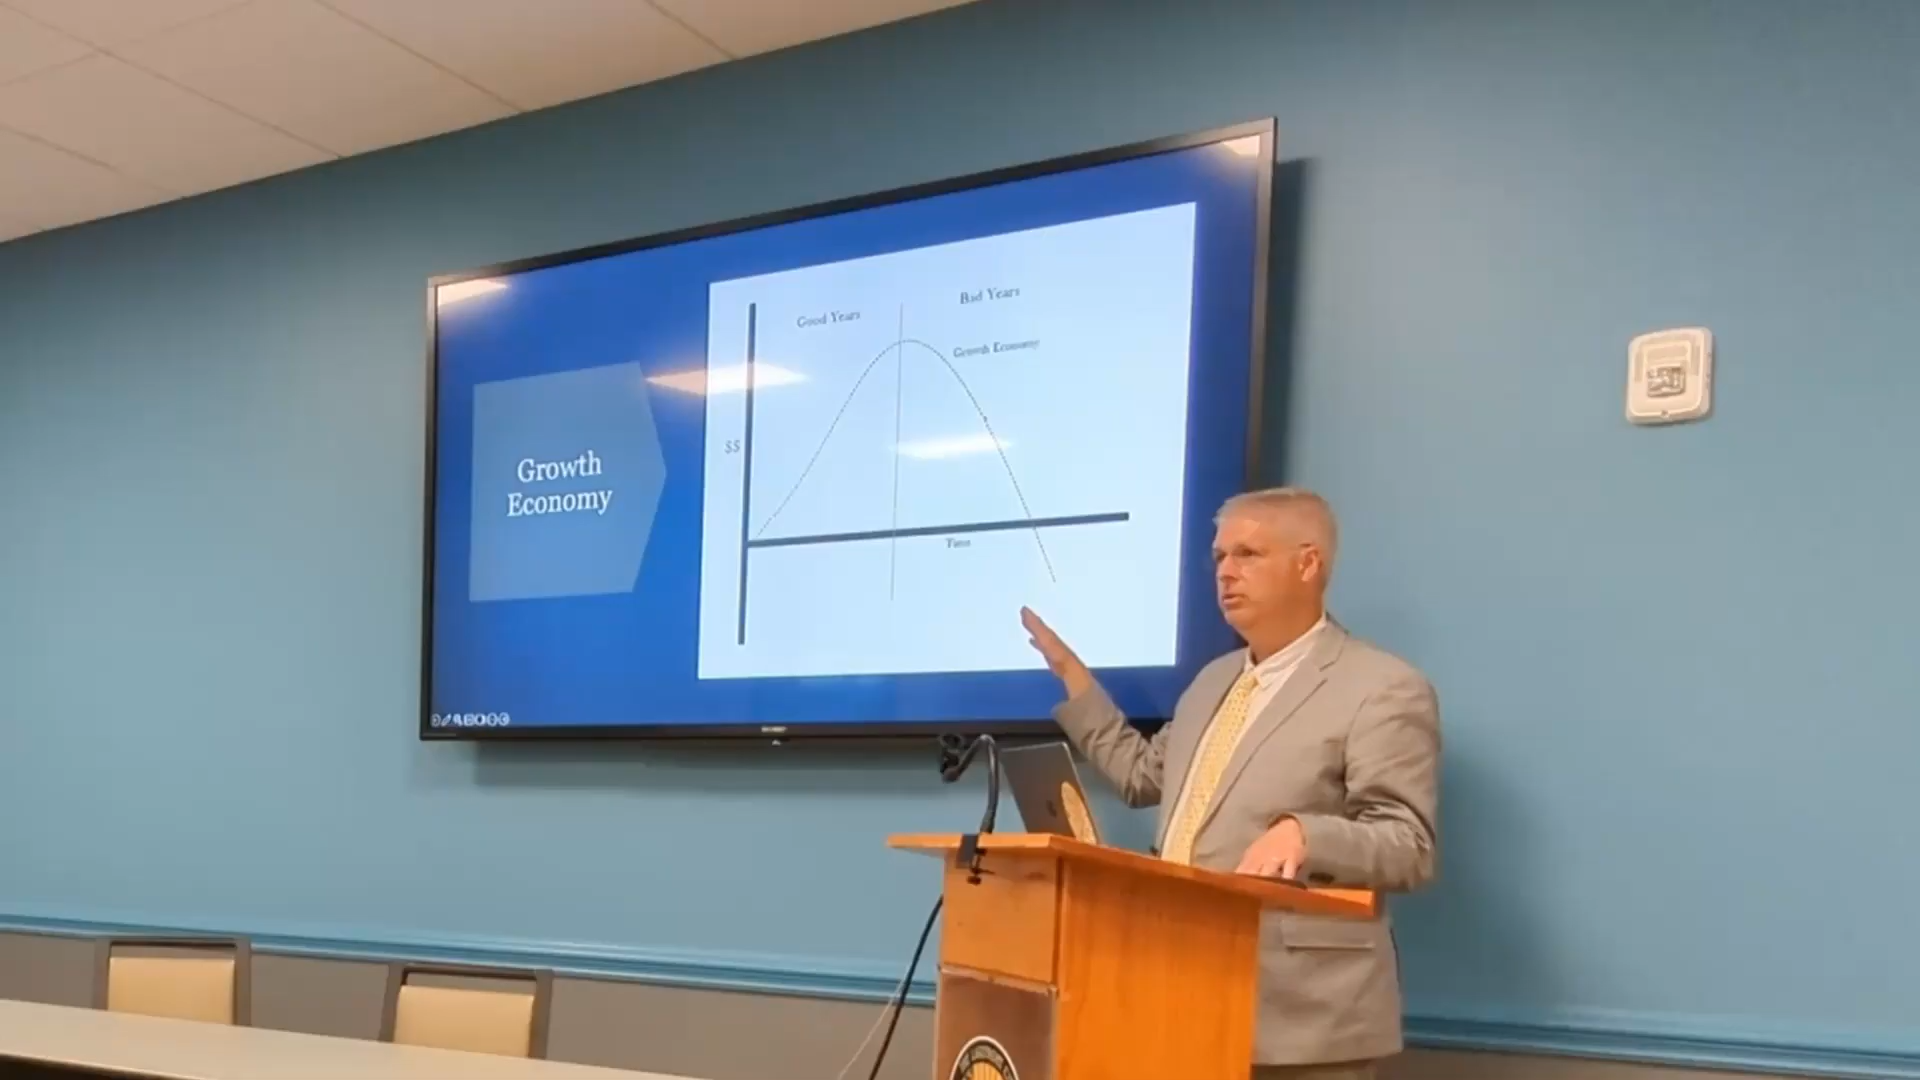 Growth
Economy
Good Years
Bad Years
Growth Economy
$$
Time